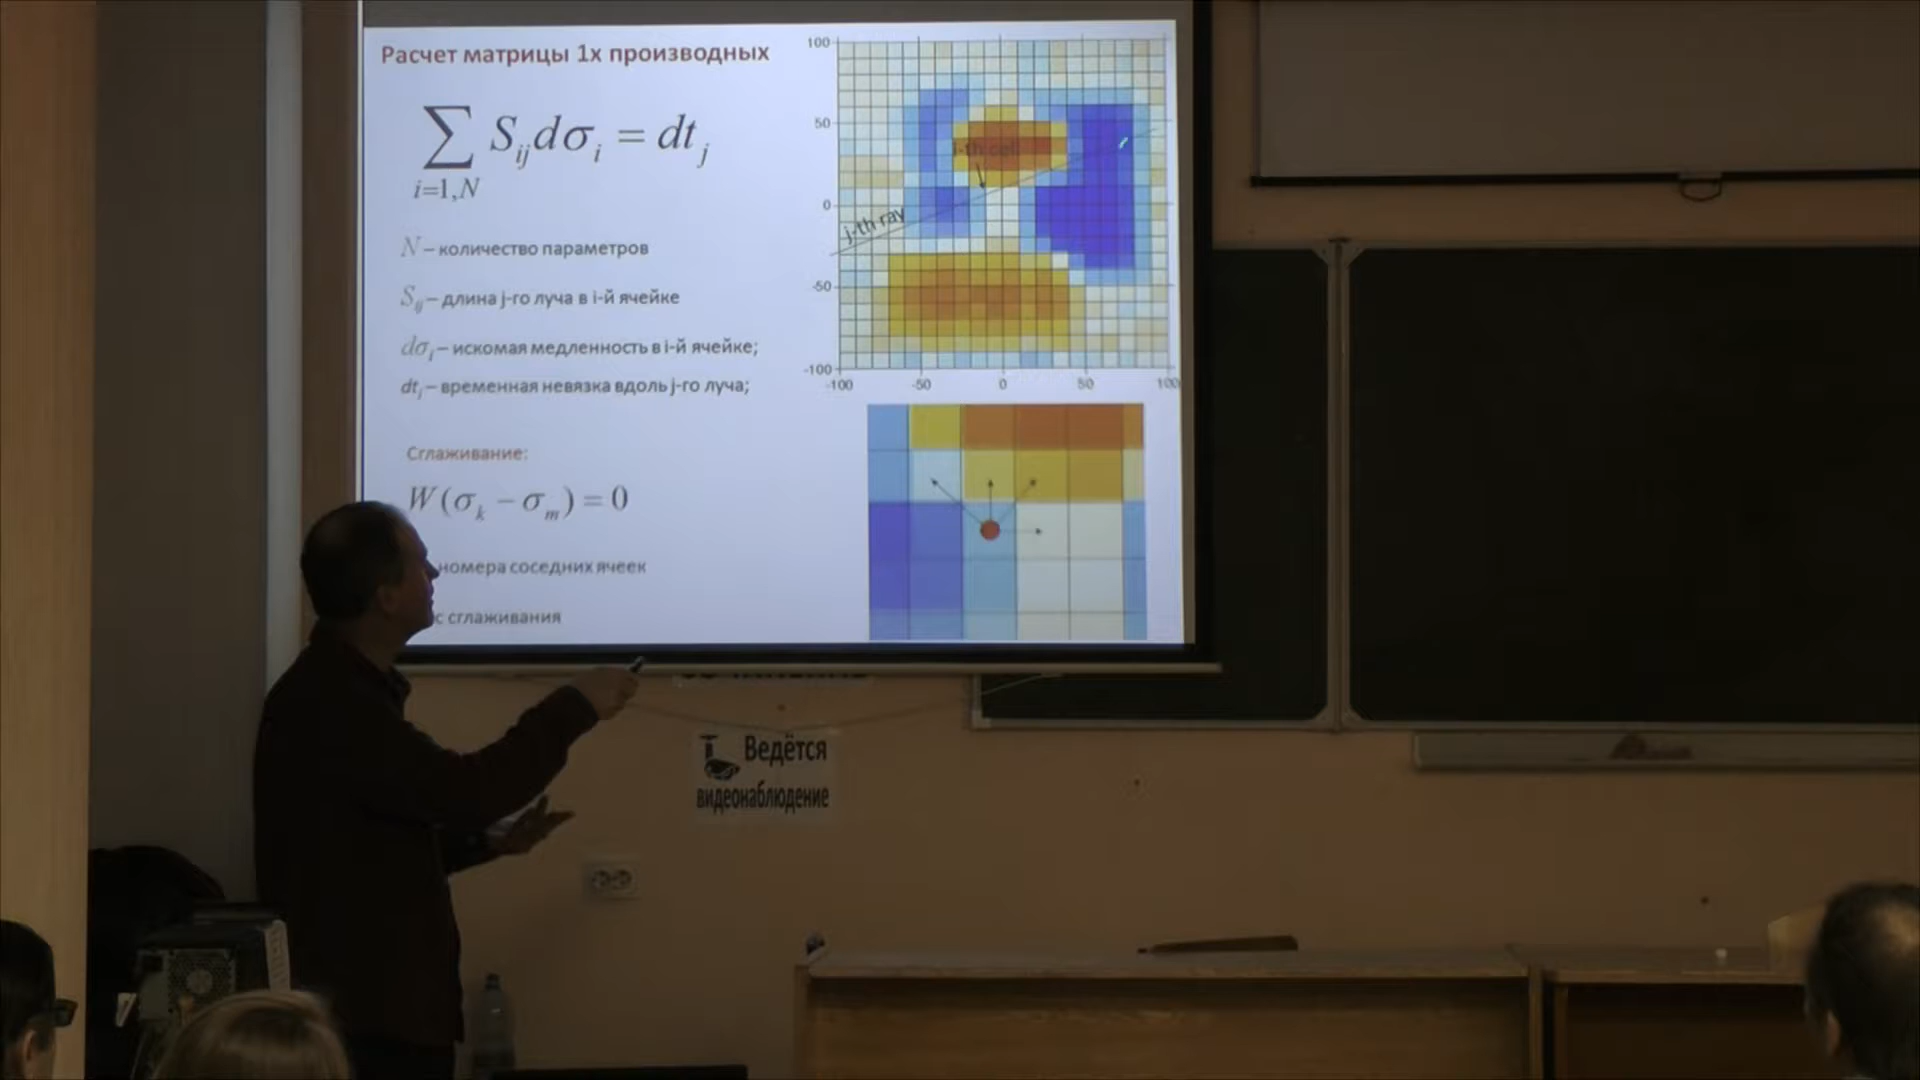 Расчет матрицы 1х производных
∑ S_ij dσ_i = dt_j
i=1,N
N – количество параметров
S_ij – длина j-го луча в i-й ячейке
dσ_i – искомая медленность в i-й ячейке;
dt_j – временная невязка вдоль j-го луча;
Сглаживание:
W(σ_k − σ_m) = 0
номера соседних ячеек
с сглаживания
100
50
0
-50
-100
-100 -50 0 50 100
i-th cell
j-th ray
Ведётся
видеонаблюдение